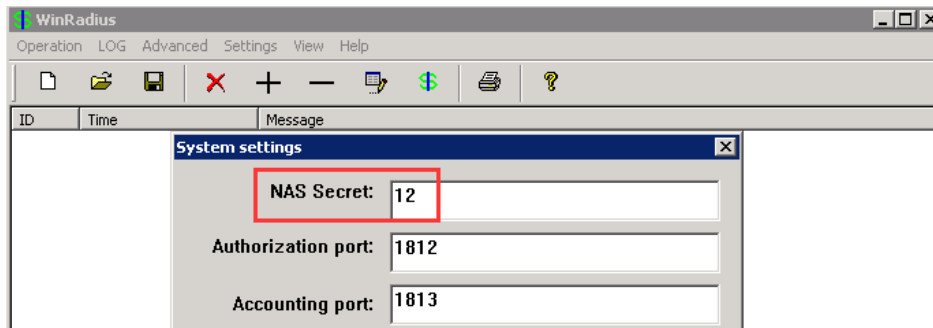 WinRadius
Operation LOG Advanced Settings View Help
ID Time Message
System settings
NAS Secret: 12
Authorization port: 1812
Accounting port: 1813